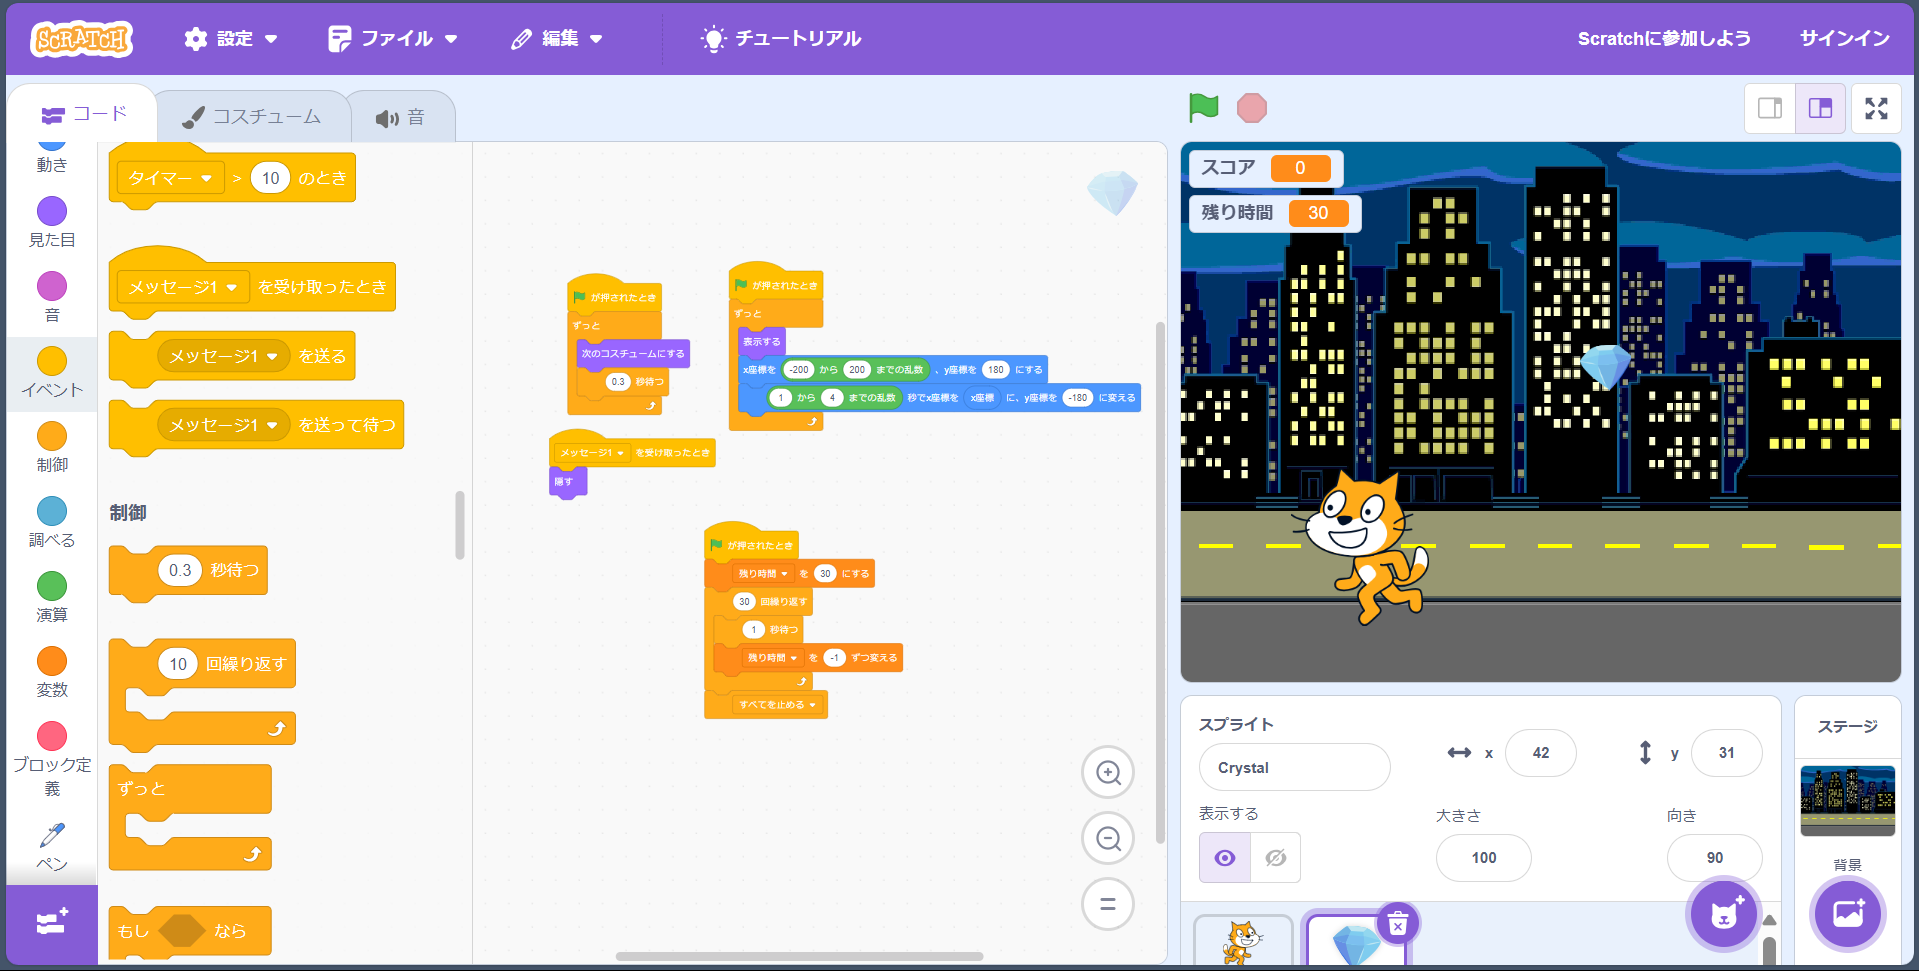 SCRATCH 設定 ファイル 編集 チュートリアル Scratchに参加しよう サインイン
コード コスチューム 音
動き
見た目
音
イベント
制御
調べる
演算
変数
ブロック定
義
ペン
タイマー > 10 のとき
メッセージ1 を受け取ったとき
メッセージ1 を送る
メッセージ1 を送って待つ
制御
0.3 秒待つ
10 回繰り返す
ずっと
もし なら
が押されたとき
ずっと
次のコスチュームにする
0.3 秒待つ
が押されたとき
ずっと
表示する
x座標を -200 から 200 までの乱数 、y座標を 180 にする
1 から 4 までの乱数 秒でx座標を x座標 に、y座標を -180 に変える
メッセージ1 を受け取ったとき
隠す
が押されたとき
残り時間 を 30 にする
30 回繰り返す
1 秒待つ
残り時間 を -1 ずつ変える
すべてを止める
スコア 0
残り時間 30
スプライト
Crystal
x 42 y 31
表示する 大きさ 向き
100 90
ステージ
背景